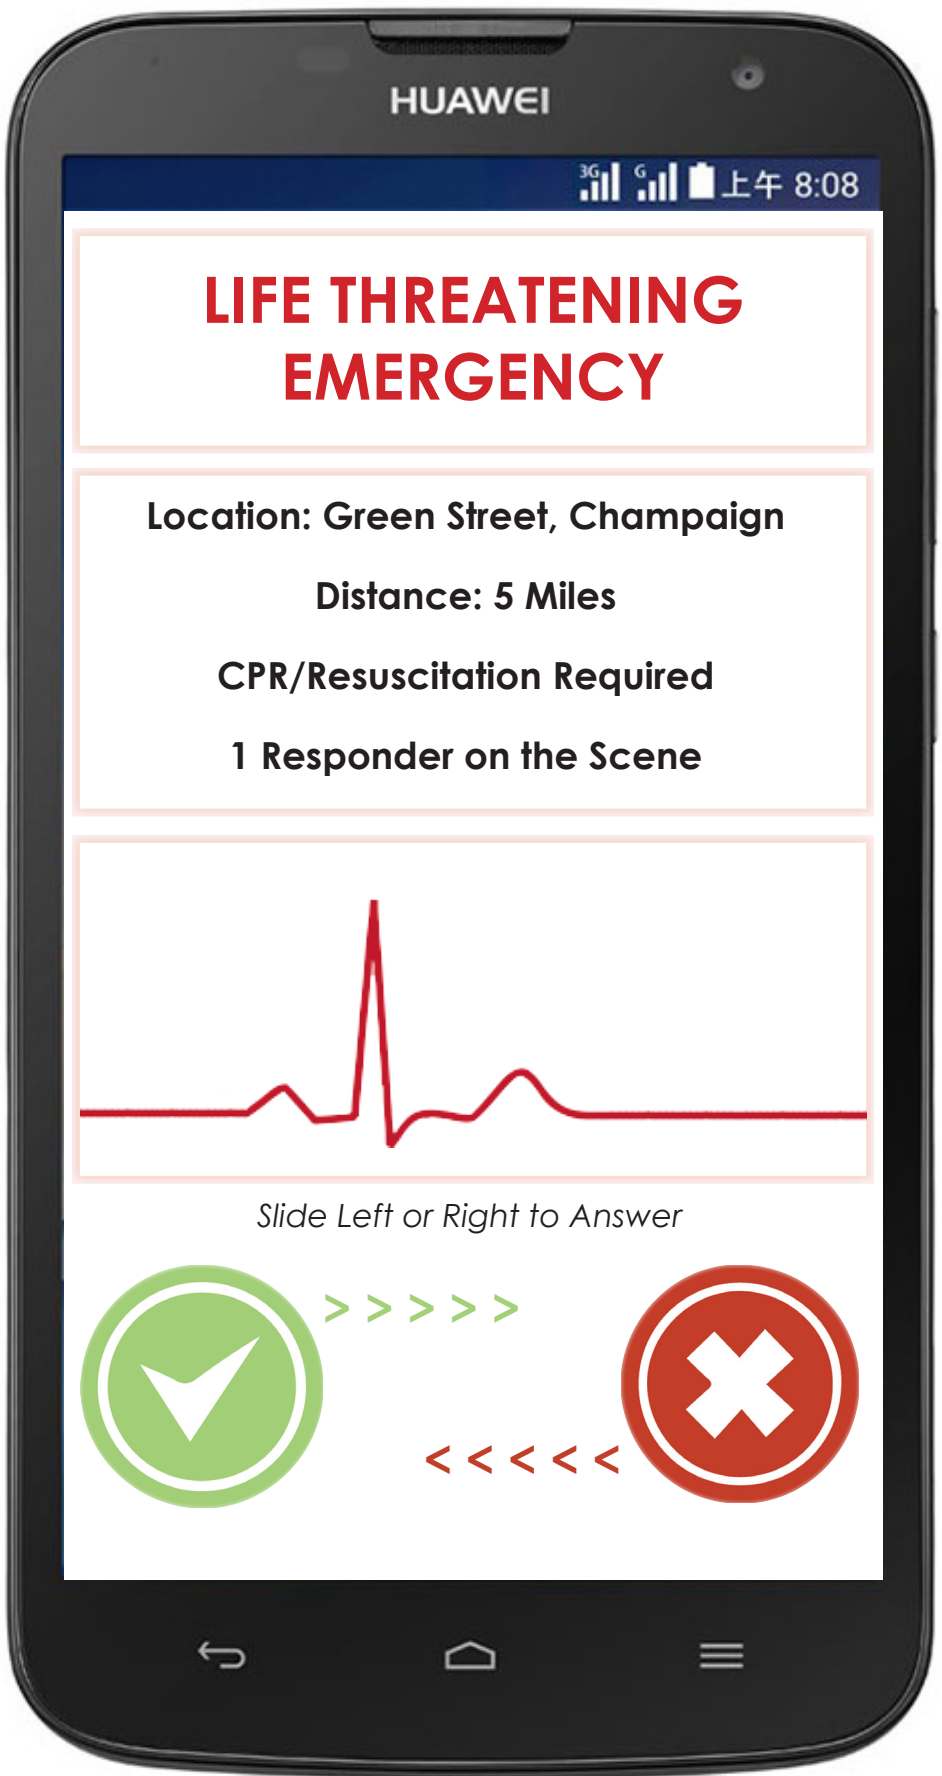 HUAWEI
3G G 上午 8:08
LIFE THREATENING
EMERGENCY
Location: Green Street, Champaign
Distance: 5 Miles
CPR/Resuscitation Required
1 Responder on the Scene
Slide Left or Right to Answer
> > > > >
< < < < <